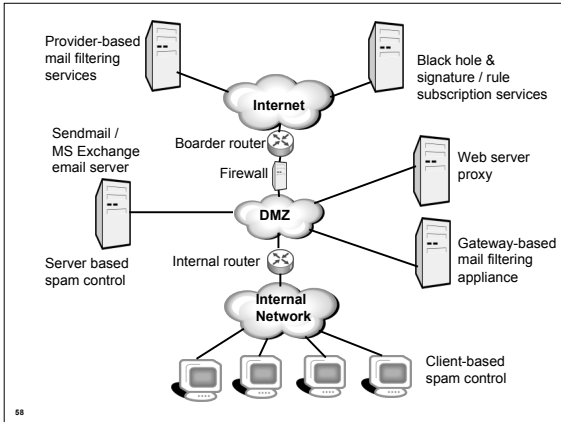 Provider-based
mail filtering
services
Black hole &
signature / rule
subscription services
Internet
Boarder router
Sendmail /
MS Exchange
email server
Firewall
Web server
proxy
DMZ
Server based
spam control
Internal router
Gateway-based
mail filtering
appliance
Internal
Network
Client-based
spam control
58